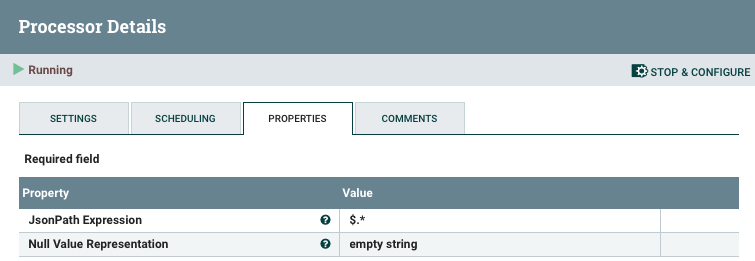 Processor Details
Running
STOP & CONFIGURE
SETTINGS
SCHEDULING
PROPERTIES
COMMENTS
Required field
Property
Value
JsonPath Expression
$.*
Null Value Representation
empty string